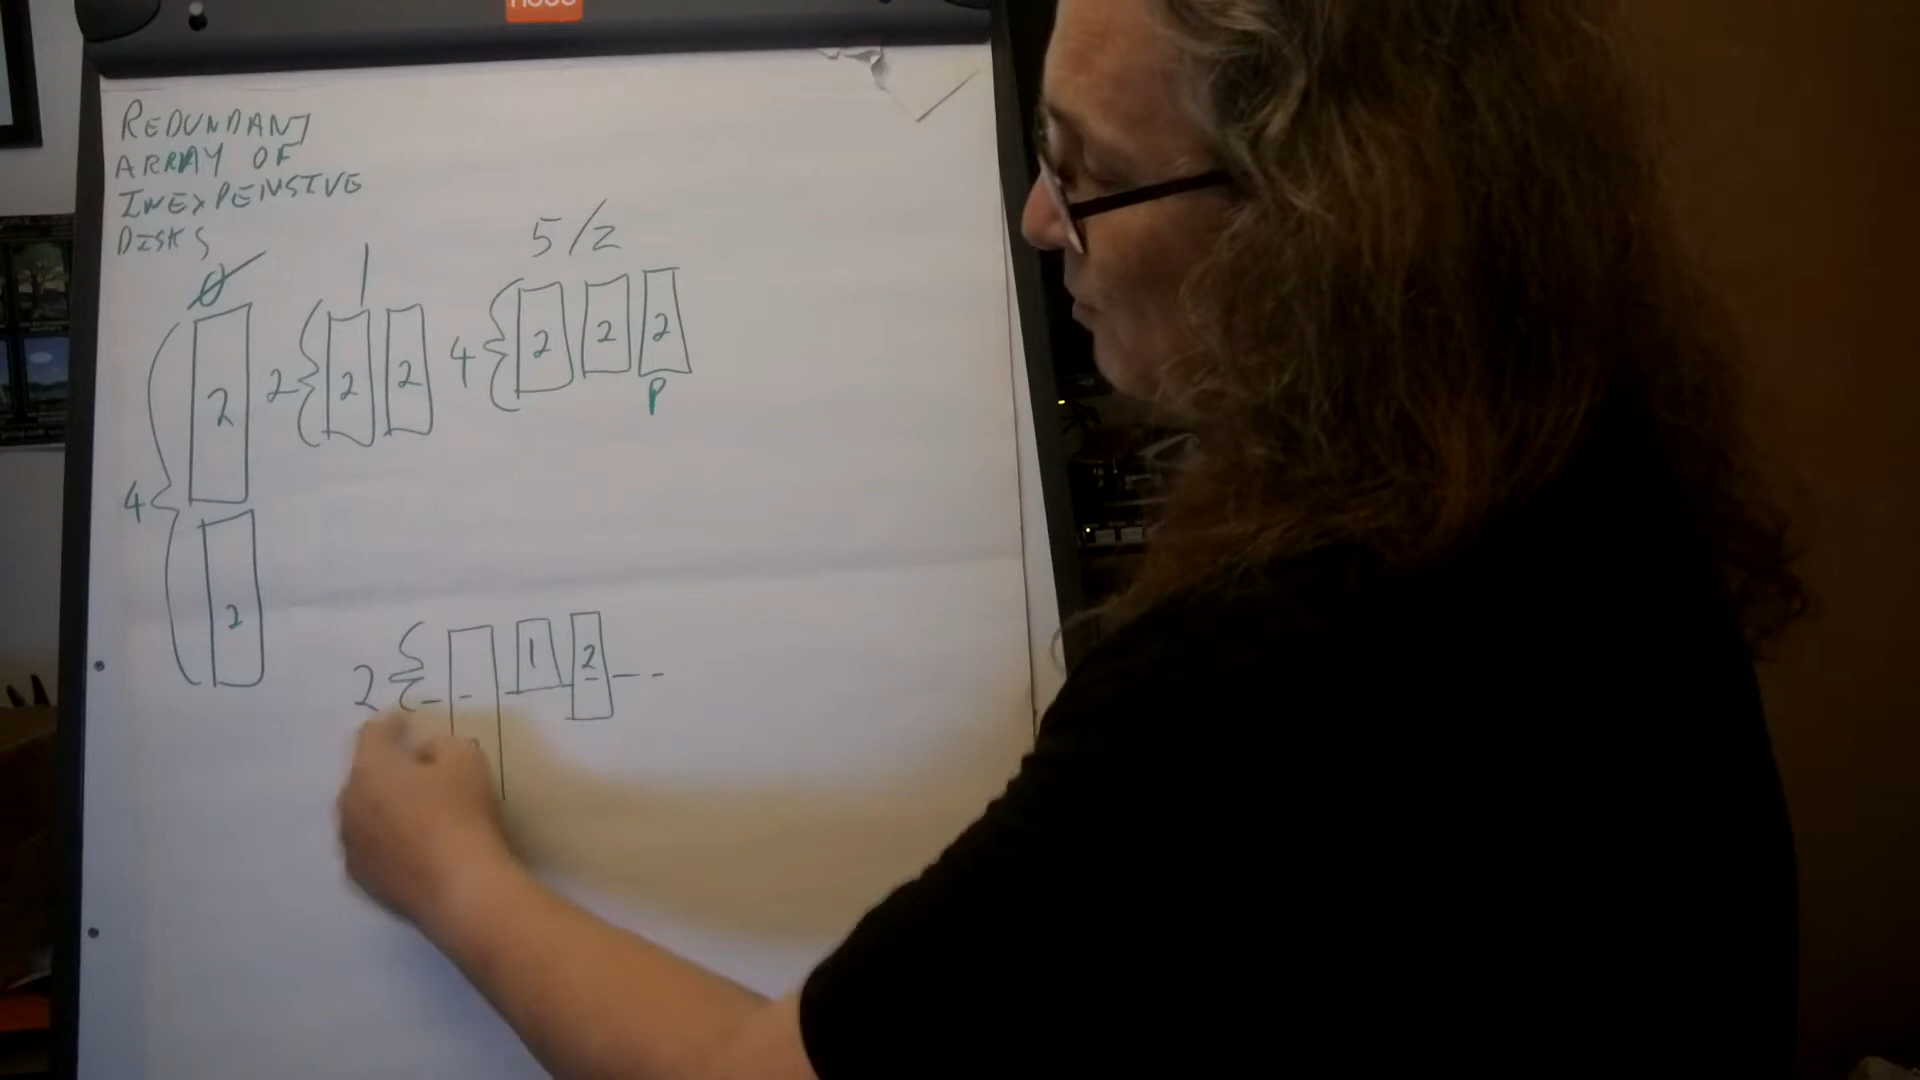 REDUNDANT
ARRAY OF
INEXPENSIVE
DISKS
0 1 5/2
4 2 2 2 2 2 4 2 2 2
P
2 1 2